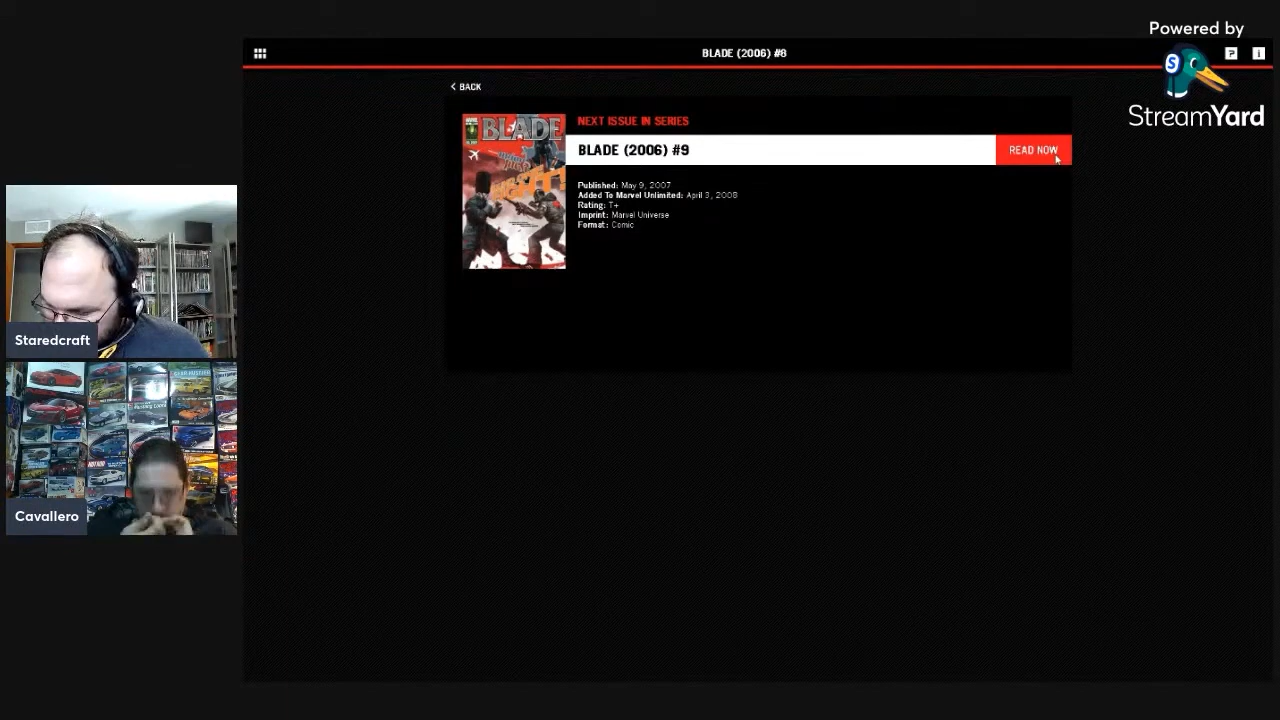 Powered by
StreamYard
BLADE (2006) #8
BACK
NEXT ISSUE IN SERIES
BLADE (2006) #9
READ NOW
Published: May 9, 2007
Added To Marvel Unlimited: April 3, 2008
Rating: T+
Imprint: Marvel Universe
Format: Comic
BLADE
Staredcraft
Cavallero